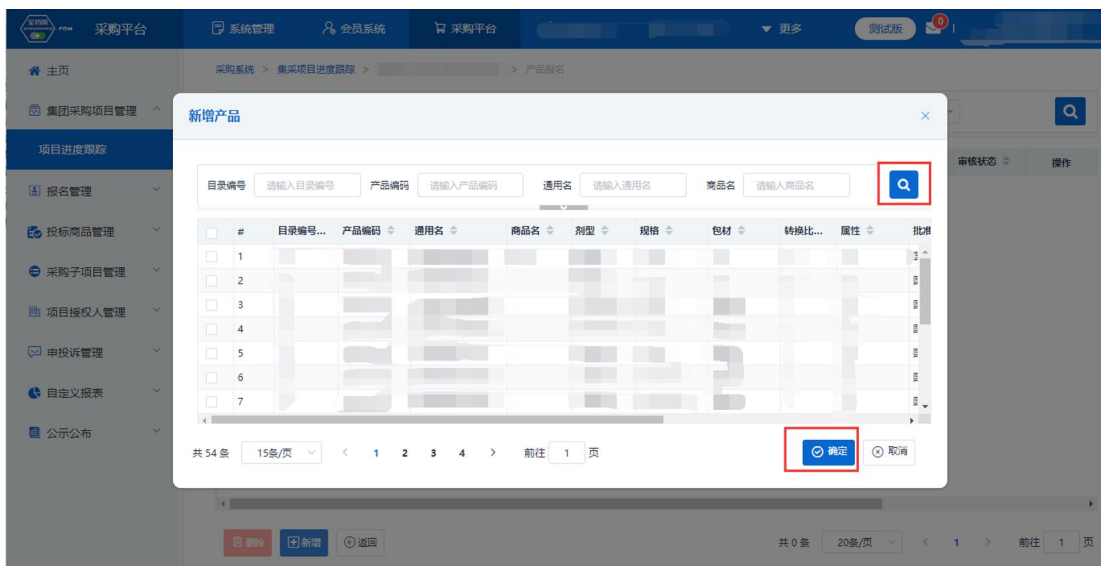 采购平台
系统管理
会员系统
采购平台
更多
测试版
0
主页
采购系统 > 集采项目进度跟踪 >
> 产品报名
集团采购项目管理
项目进度跟踪
报名管理
投标商品管理
采购子项目管理
项目授权人管理
申投诉管理
自定义报表
公示公布
审核状态
操作
新增产品
目录编号 请输入目录编号 产品编码 请输入产品编码 通用名 请输入通用名 商品名 请输入商品名
# 目录编号... 产品编码 通用名 商品名 剂型 规格 包材 转换比... 属性 批准
1
2
3
4
5
6
7
共 54 条 15条/页 < 1 2 3 4 > 前往 1 页 确定 取消
删除 新增 返回 共 0 条 20条/页 < 1 > 前往 1 页